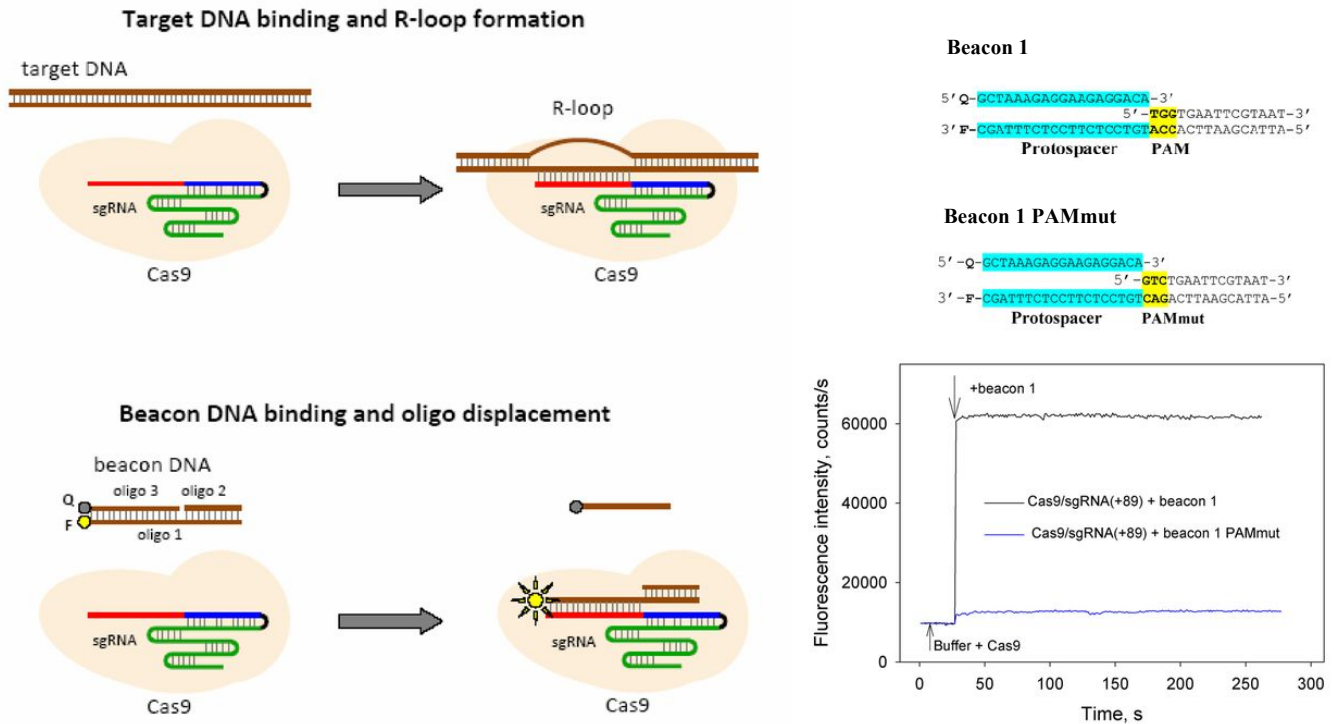 Target DNA binding and R-loop formation
target DNA
R-loop
sgRNA
Cas9
sgRNA
Cas9
Beacon DNA binding and oligo displacement
beacon DNA
oligo 3 oligo 2
Q
F
oligo 1
sgRNA
Cas9
sgRNA
Cas9
Beacon 1
5’Q-GCTAAAGAGGAAGAGGACA-3’
5’-TGGTGAATTCGTAAT-3’
3’F-CGATTTCTCCTTCTCCTGTACCACTTAAGCATTA-5’
Protospacer PAM
Beacon 1 PAMmut
5’-Q-GCTAAAGAGGAAGAGGACA-3’
5’-GTCTGAATTCGTAAT-3’
3’-F-CGATTTCTCCTTCTCCTGTCAGACTTAAGCATTA-5’
Protospacer PAMmut
Fluorescence intensity, counts/s
60000
40000
20000
0
+beacon 1
Cas9/sgRNA(+89) + beacon 1
Cas9/sgRNA(+89) + beacon 1 PAMmut
Buffer + Cas9
0 50 100 150 200 250 300
Time, s